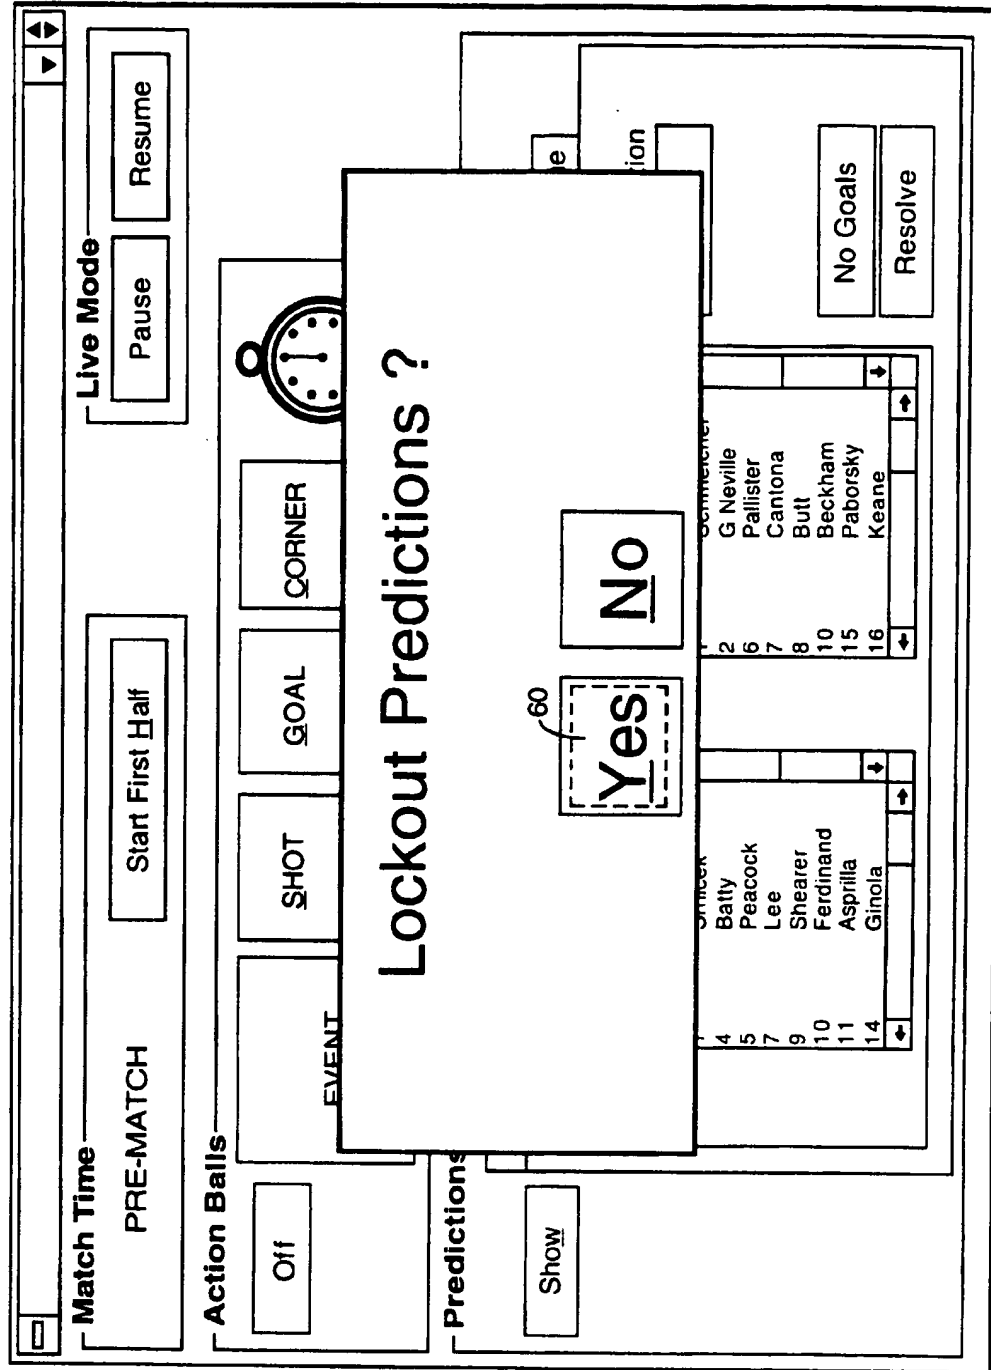 Match Time
PRE-MATCH
Start First Half
Live Mode
Pause
Resume
Action Balls
Off
EVENT
SHOT
GOAL
CORNER
Lockout Predictions ?
60
Yes
No
Predictions
Show
4 Batty
5 Peacock
7 Lee
9 Shearer
10 Ferdinand
11 Asprilla
14 Ginola
2 G Neville
6 Pallister
7 Cantona
8 Butt
10 Beckham
15 Paborsky
16 Keane
No Goals
Resolve